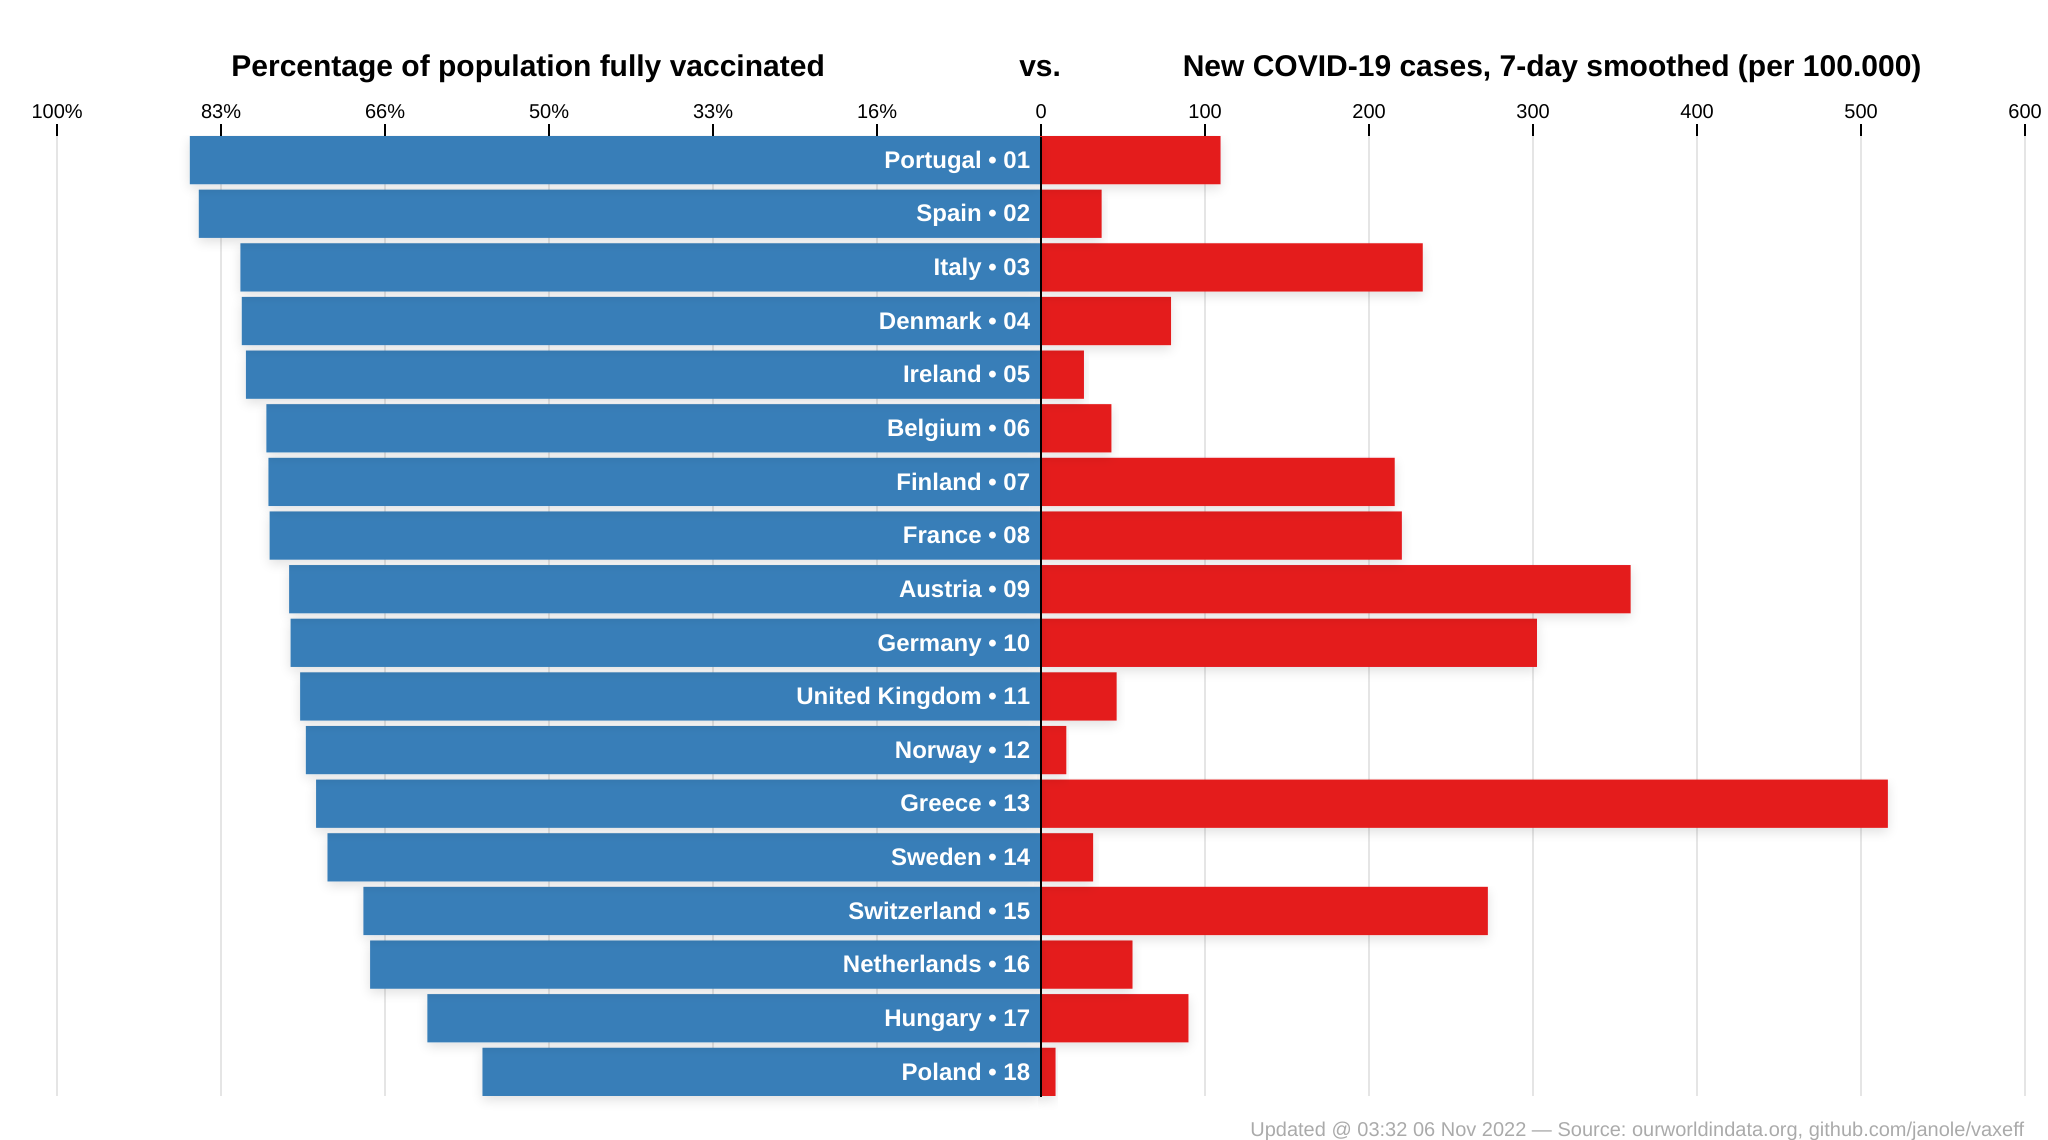 Percentage of population fully vaccinated vs. New COVID-19 cases, 7-day smoothed (per 100.000)
100% 83% 66% 50% 33% 16% 0 100 200 300 400 500 600
Portugal • 01
Spain • 02
Italy • 03
Denmark • 04
Ireland • 05
Belgium • 06
Finland • 07
France • 08
Austria • 09
Germany • 10
United Kingdom • 11
Norway • 12
Greece • 13
Sweden • 14
Switzerland • 15
Netherlands • 16
Hungary • 17
Poland • 18
Updated @ 03:32 06 Nov 2022 — Source: ourworldindata.org, github.com/janole/vaxeff